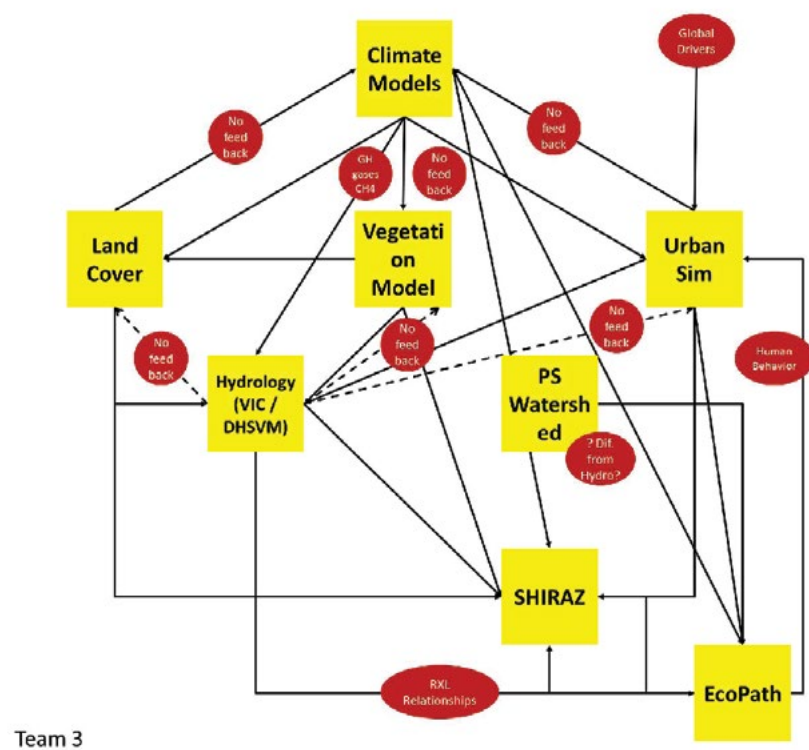 Climate
Models
Global
Drivers
No
feed
back
No
feed
back
GH
gases
CH4
No
feed
back
Land
Cover
Vegetati
on
Model
Urban
Sim
No
feed
back
No
feed
back
No
feed
back
Human
Behavior
Hydrology
(VIC /
DHSVM)
PS
Watersh
ed
? Dif.
from
Hydro?
SHIRAZ
RXL
Relationships
EcoPath
Team 3